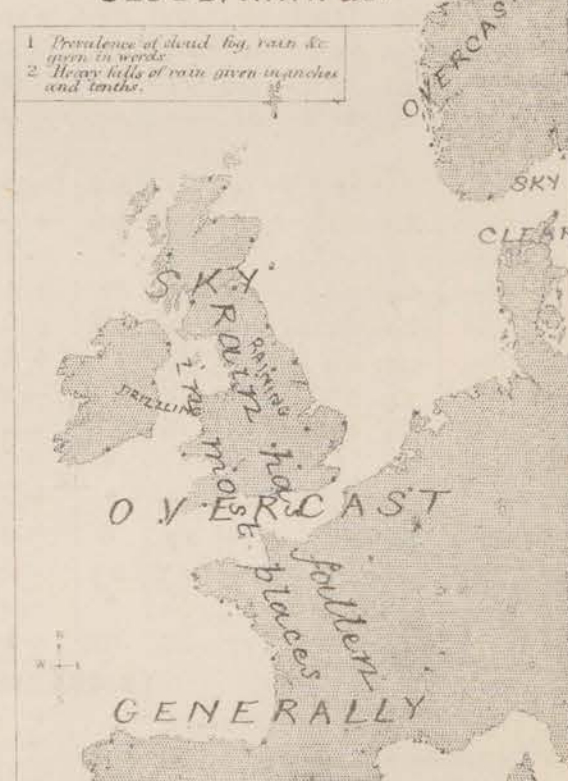 1 Prevalence of cloud fog, rain &c.
given in words
2 Heavy falls of rain given in inches
and tenths.
OVERCAST
SKY
CLEAR
SKY
RAINING
DRIZZLING
Rain has fallen
in most places
OVERCAST
N
W
GENERALLY